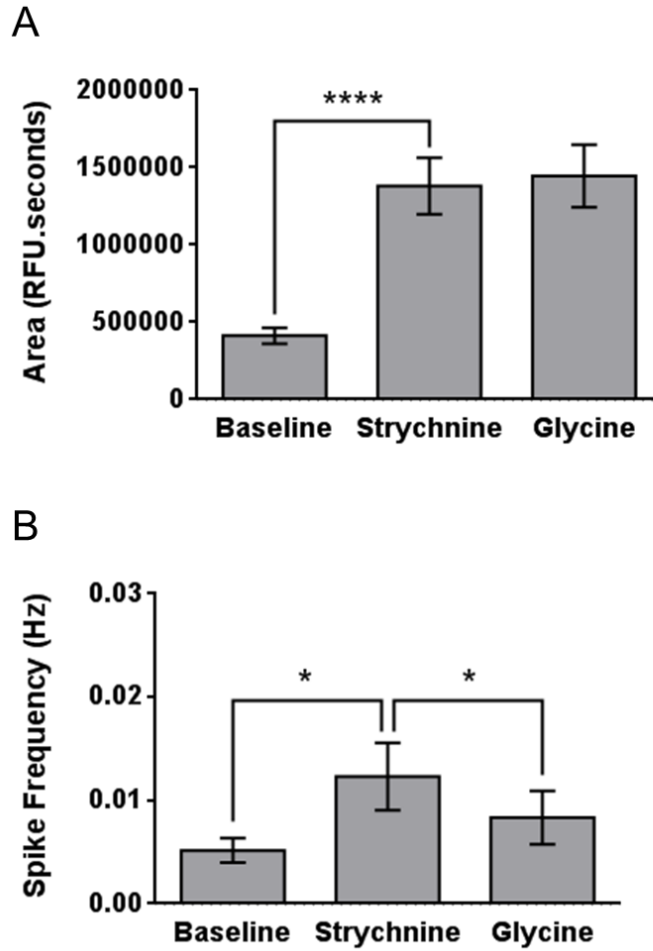 A
Area (RFU.seconds)
2000000
1500000
1000000
500000
0
****
Baseline Strychnine Glycine
B
Spike Frequency (Hz)
0.03
0.02
0.01
0.00
* *
Baseline Strychnine Glycine